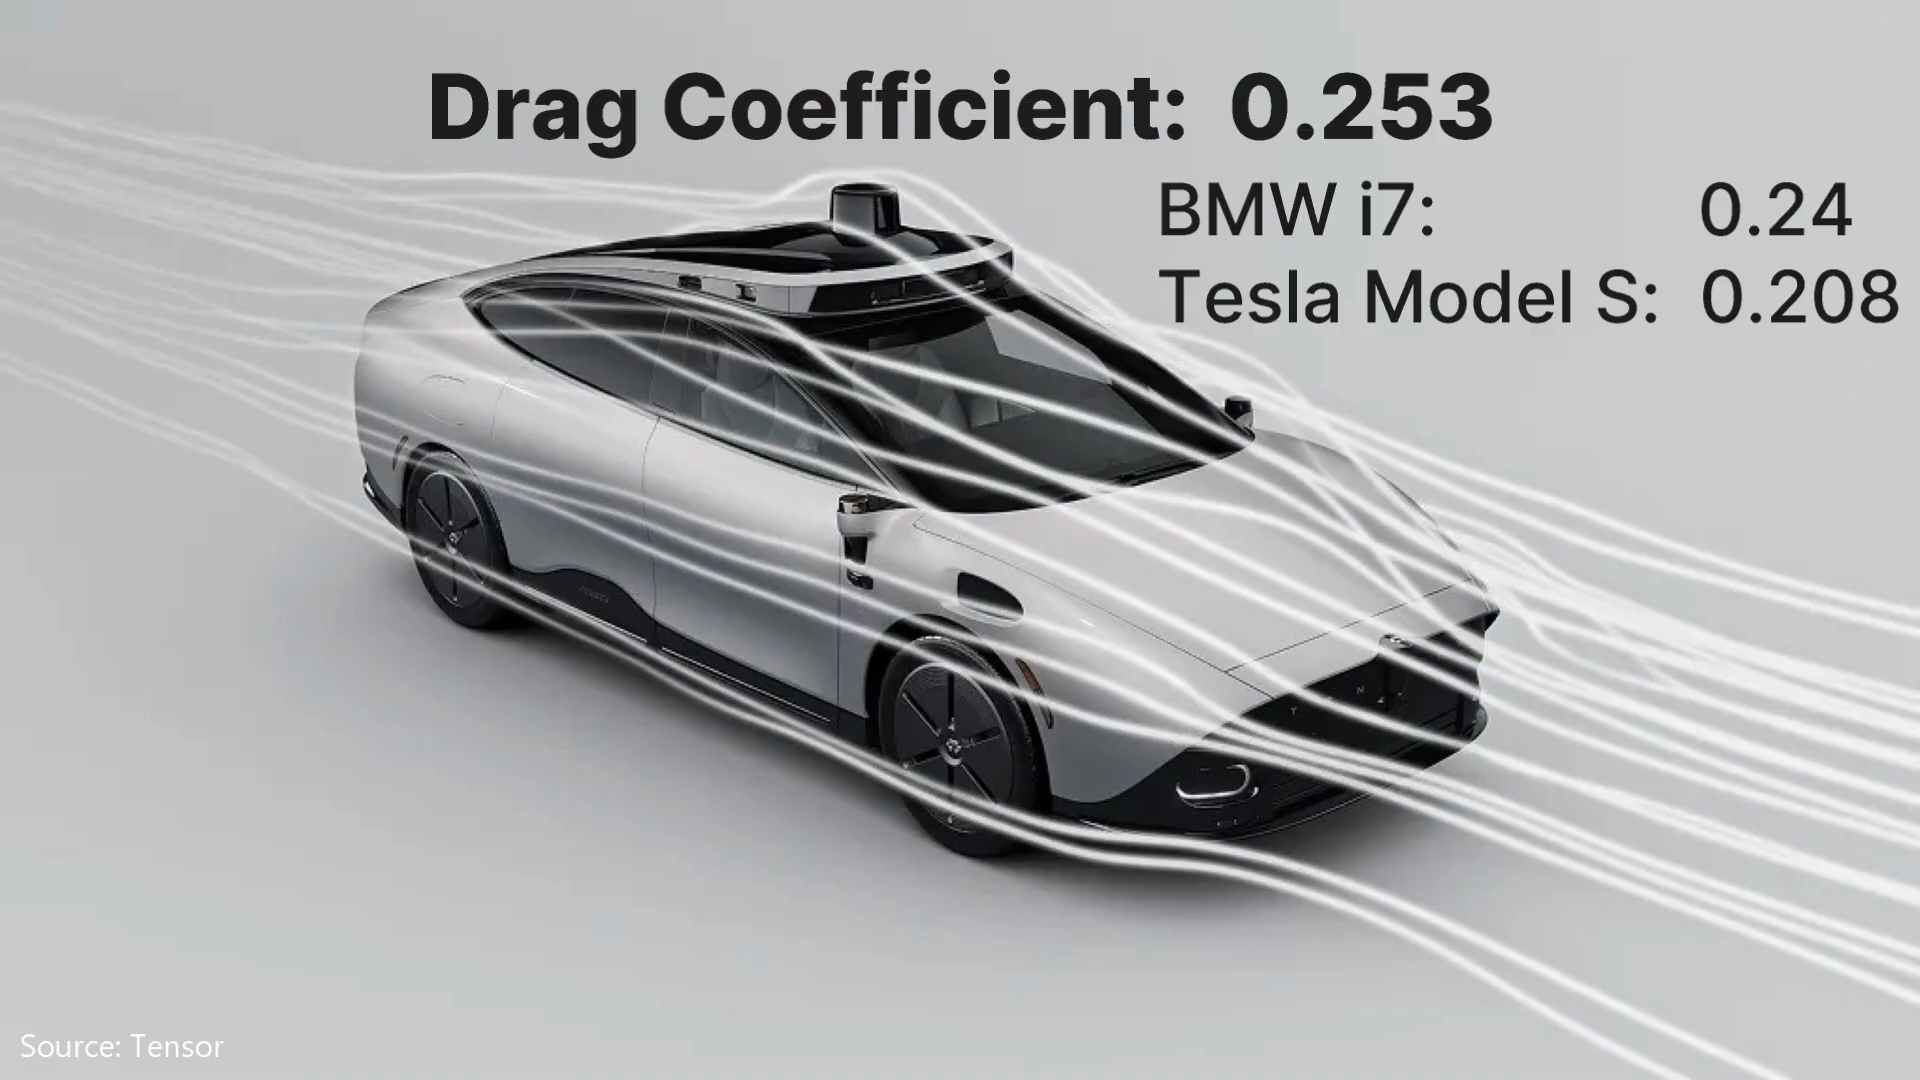 Drag Coefficient: 0.253
BMW i7: 0.24
Tesla Model S: 0.208
Source: Tensor